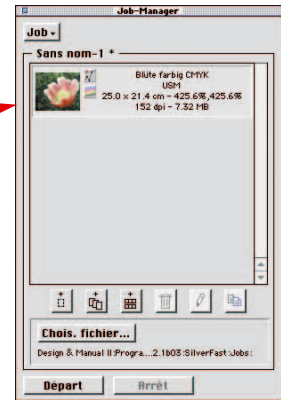 Job-Manager
Job
Sans nom-1 *
Blüte farbig CMYK
USM
25.0 x 21.4 cm - 425.6%,425.6%
152 dpi - 7.32 MB
Chois. fichier...
Design & Manual II:Progra....2.1b03:SilverFast:Jobs:
Départ
Arrêt